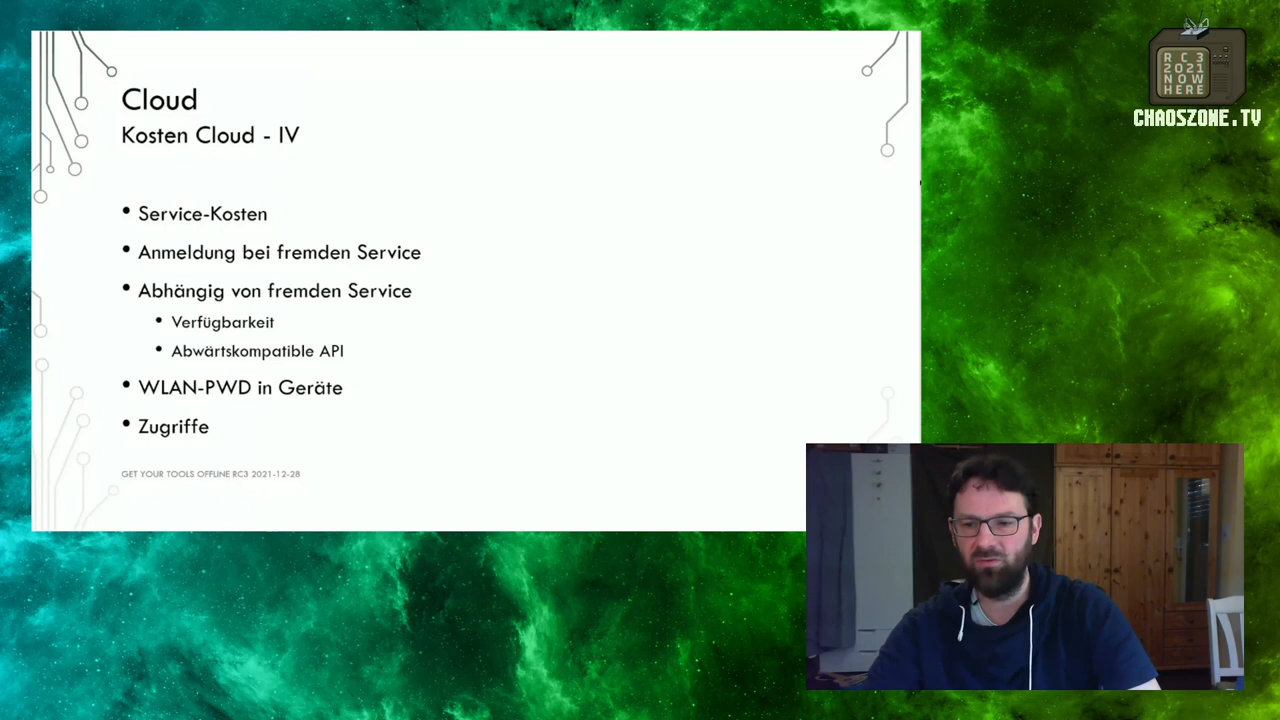 Cloud
Kosten Cloud - IV
• Service-Kosten
• Anmeldung bei fremden Service
• Abhängig von fremden Service
• Verfügbarkeit
• Abwärtskompatible API
• WLAN-PWD in Geräte
• Zugriffe
GET YOUR TOOLS OFFLINE RC3 2021-12-28
RC3
2021
NOW
HERE
CHAOSZONE.TV